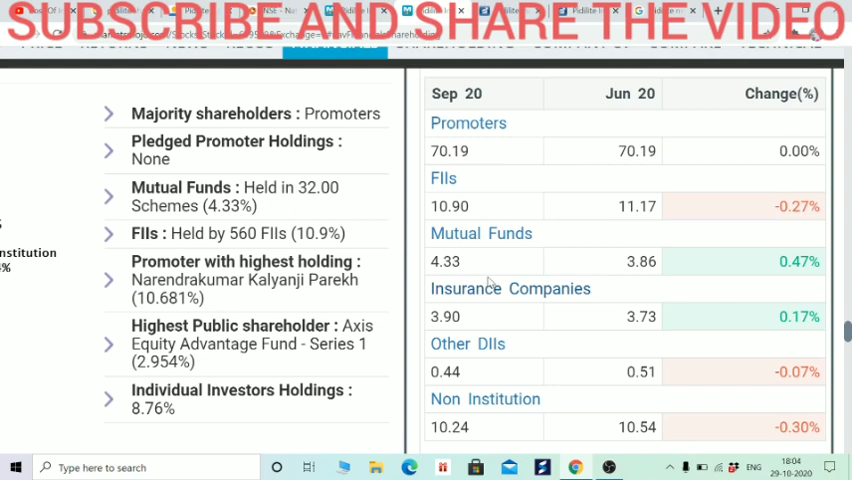 SUBSCRIBE AND SHARE THE VIDEO
Majority shareholders : Promoters
Pledged Promoter Holdings :
None
Mutual Funds : Held in 32.00
Schemes (4.33%)
FIIs : Held by 560 FIIs (10.9%)
Promoter with highest holding :
Narendrakumar Kalyanji Parekh
(10.681%)
Highest Public shareholder : Axis
Equity Advantage Fund - Series 1
(2.954%)
Individual Investors Holdings :
8.76%
nstitution
4%
Sep 20 Jun 20 Change(%)
Promoters
70.19 70.19 0.00%
FIIs
10.90 11.17 -0.27%
Mutual Funds
4.33 3.86 0.47%
Insurance Companies
3.90 3.73 0.17%
Other DIIs
0.44 0.51 -0.07%
Non Institution
10.24 10.54 -0.30%
Type here to search
ENG
18:04
29-10-2020